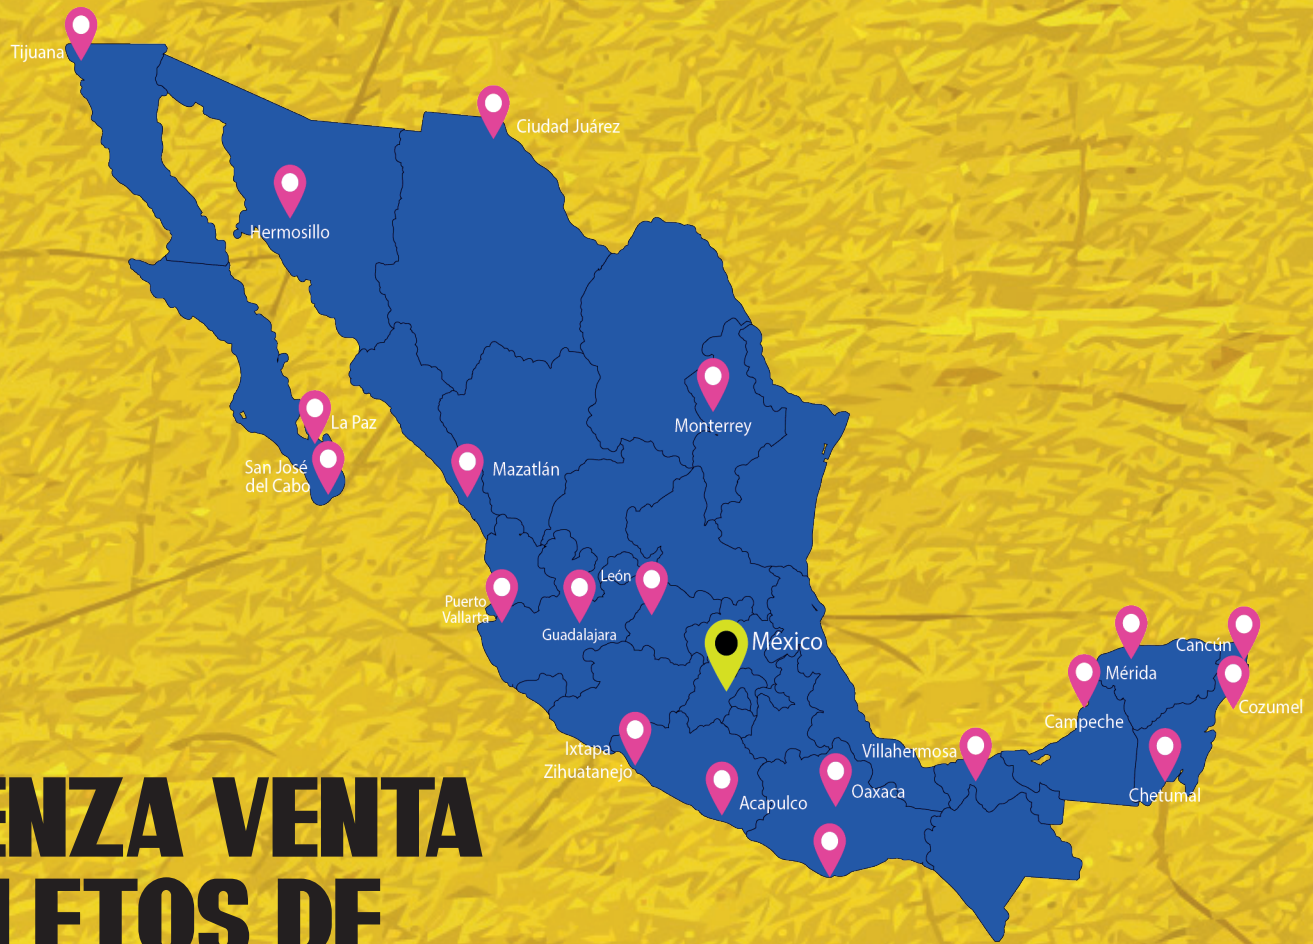 Tijuana
Ciudad Juárez
Hermosillo
La Paz
San José
del Cabo
Monterrey
Mazatlán
León
Puerto
Vallarta
Guadalajara
México
Cancún
Mérida
Cozumel
Campeche
Ixtapa
Zihuatanejo
Villahermosa
Oaxaca
Acapulco
Chetumal
ENZA VENTA
LETOS DE